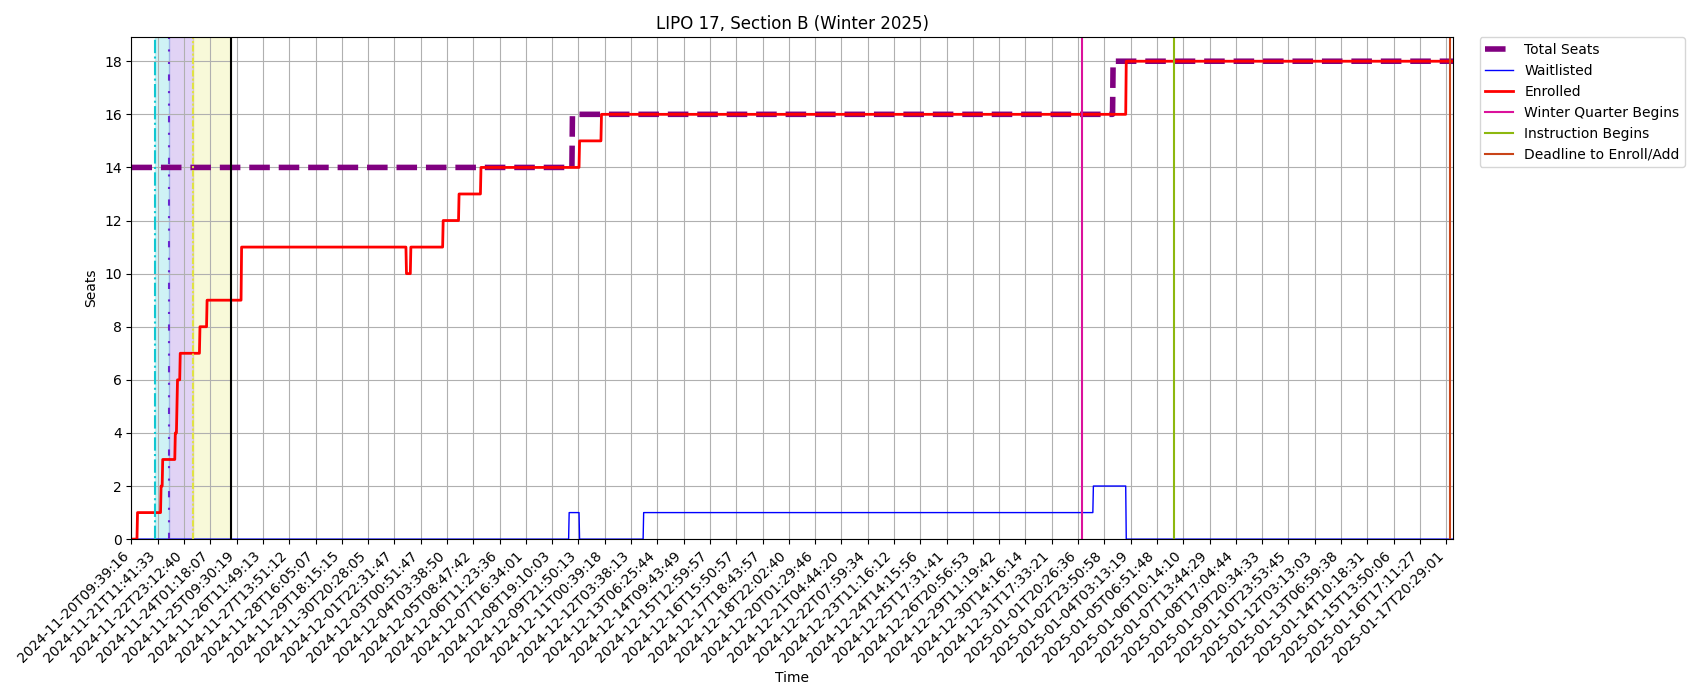 LIPO 17, Section B (Winter 2025)
Total Seats
Waitlisted
Enrolled
Winter Quarter Begins
Instruction Begins
Deadline to Enroll/Add
Seats
18
16
14
12
10
8
6
4
2
0
2024-11-20T09:39:16
2024-11-21T11:41:33
2024-11-22T23:12:40
2024-11-24T01:18:07
2024-11-25T09:30:19
2024-11-26T11:49:13
2024-11-27T13:51:12
2024-11-28T16:05:07
2024-11-29T18:15:15
2024-11-30T20:28:05
2024-12-01T22:31:47
2024-12-03T00:51:47
2024-12-04T03:38:50
2024-12-05T08:47:42
2024-12-06T11:23:36
2024-12-07T16:34:01
2024-12-08T19:10:03
2024-12-09T21:50:13
2024-12-11T00:39:18
2024-12-12T03:38:13
2024-12-13T06:25:44
2024-12-14T09:43:49
2024-12-15T12:59:57
2024-12-16T15:50:57
2024-12-17T18:43:57
2024-12-18T22:02:40
2024-12-20T01:29:46
2024-12-21T04:44:20
2024-12-22T07:59:34
2024-12-23T11:16:12
2024-12-24T14:15:56
2024-12-25T17:31:41
2024-12-26T20:56:53
2024-12-29T11:19:42
2024-12-30T14:16:14
2024-12-31T17:33:21
2025-01-01T20:26:36
2025-01-02T23:50:58
2025-01-04T03:13:19
2025-01-05T06:51:48
2025-01-06T10:14:10
2025-01-07T13:44:29
2025-01-08T17:04:44
2025-01-09T20:34:33
2025-01-10T23:53:45
2025-01-12T03:13:03
2025-01-13T06:59:38
2025-01-14T10:18:31
2025-01-15T13:50:06
2025-01-16T17:11:27
2025-01-17T20:29:01
Time